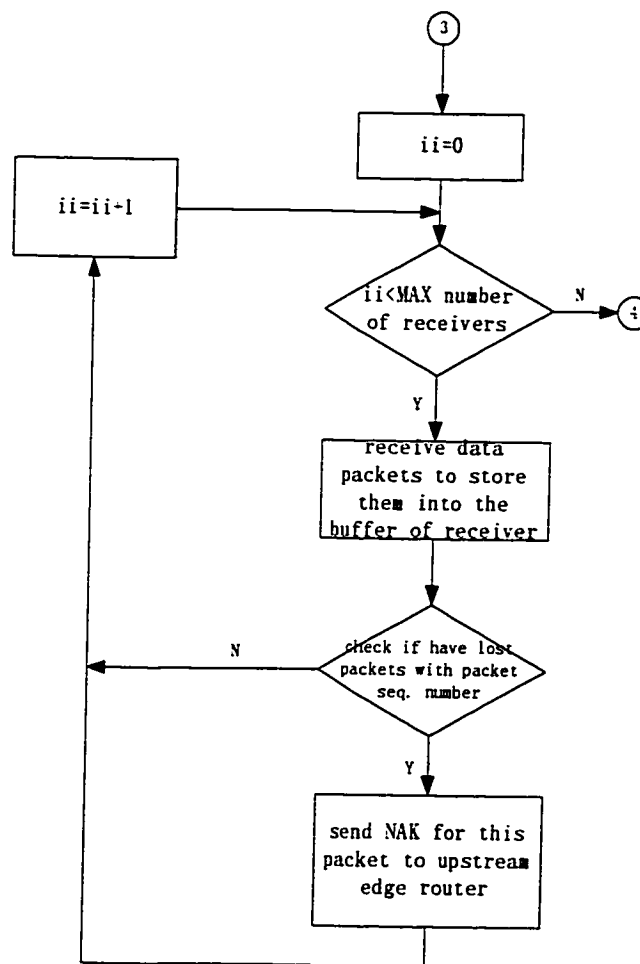 3
ii=0
ii=ii+1
ii<MAX number
of receivers
N
4
Y
receive data
packets to store
them into the
buffer of receiver
N
check if have lost
packets with packet
seq. number
Y
send NAK for this
packet to upstream
edge router